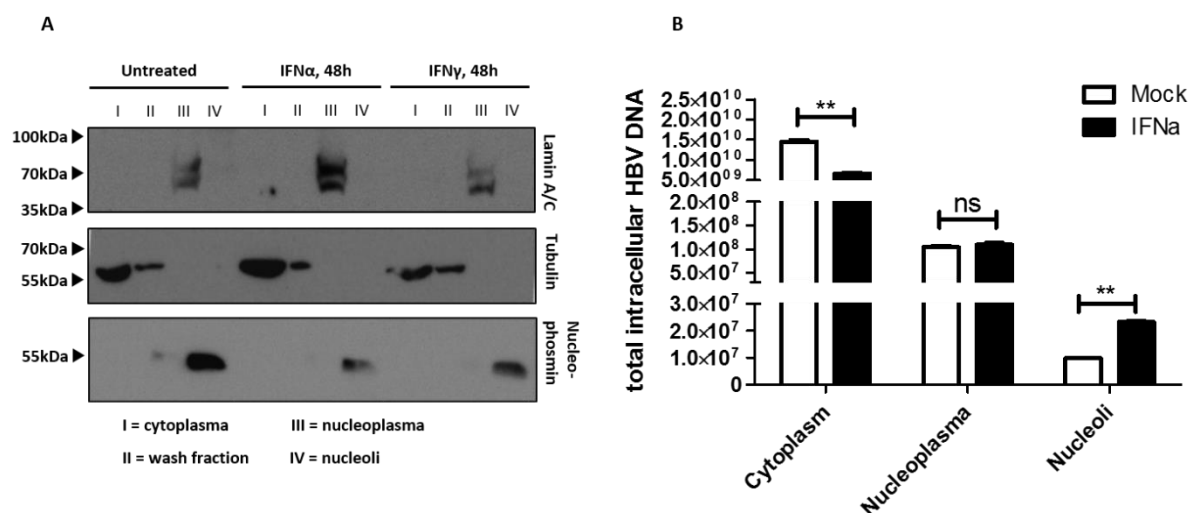 A
Untreated IFNα, 48h IFNγ, 48h
I II III IV I II III IV I II III IV
100kDa
70kDa
35kDa
Lamin A/C
70kDa
55kDa
Tubulin
55kDa
Nucleo-
phosmin
I = cytoplasma III = nucleoplasma
II = wash fraction IV = nucleoli
B
total intracellular HBV DNA
2.5×10¹⁰
2.0×10¹⁰
1.5×10¹⁰
1.0×10¹⁰
5.0×10⁰⁹
2.0×10⁸
1.5×10⁸
1.0×10⁸
5.0×10⁷
3.0×10⁷
2.0×10⁷
1.0×10⁷
0
**
ns
**
Mock
IFNa
Cytoplasm
Nucleoplasma
Nucleoli